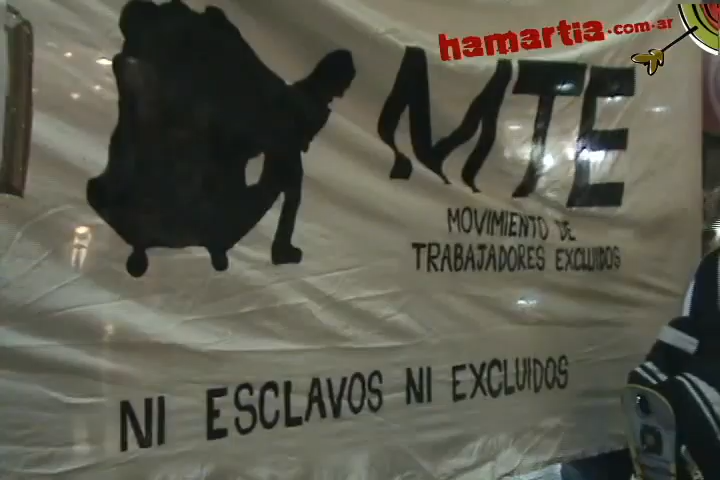 hamartia.com.ar
MTE
MOVIMIENTO DE
TRABAJADORES EXCLUIDOS
NI ESCLAVOS NI EXCLUIDOS